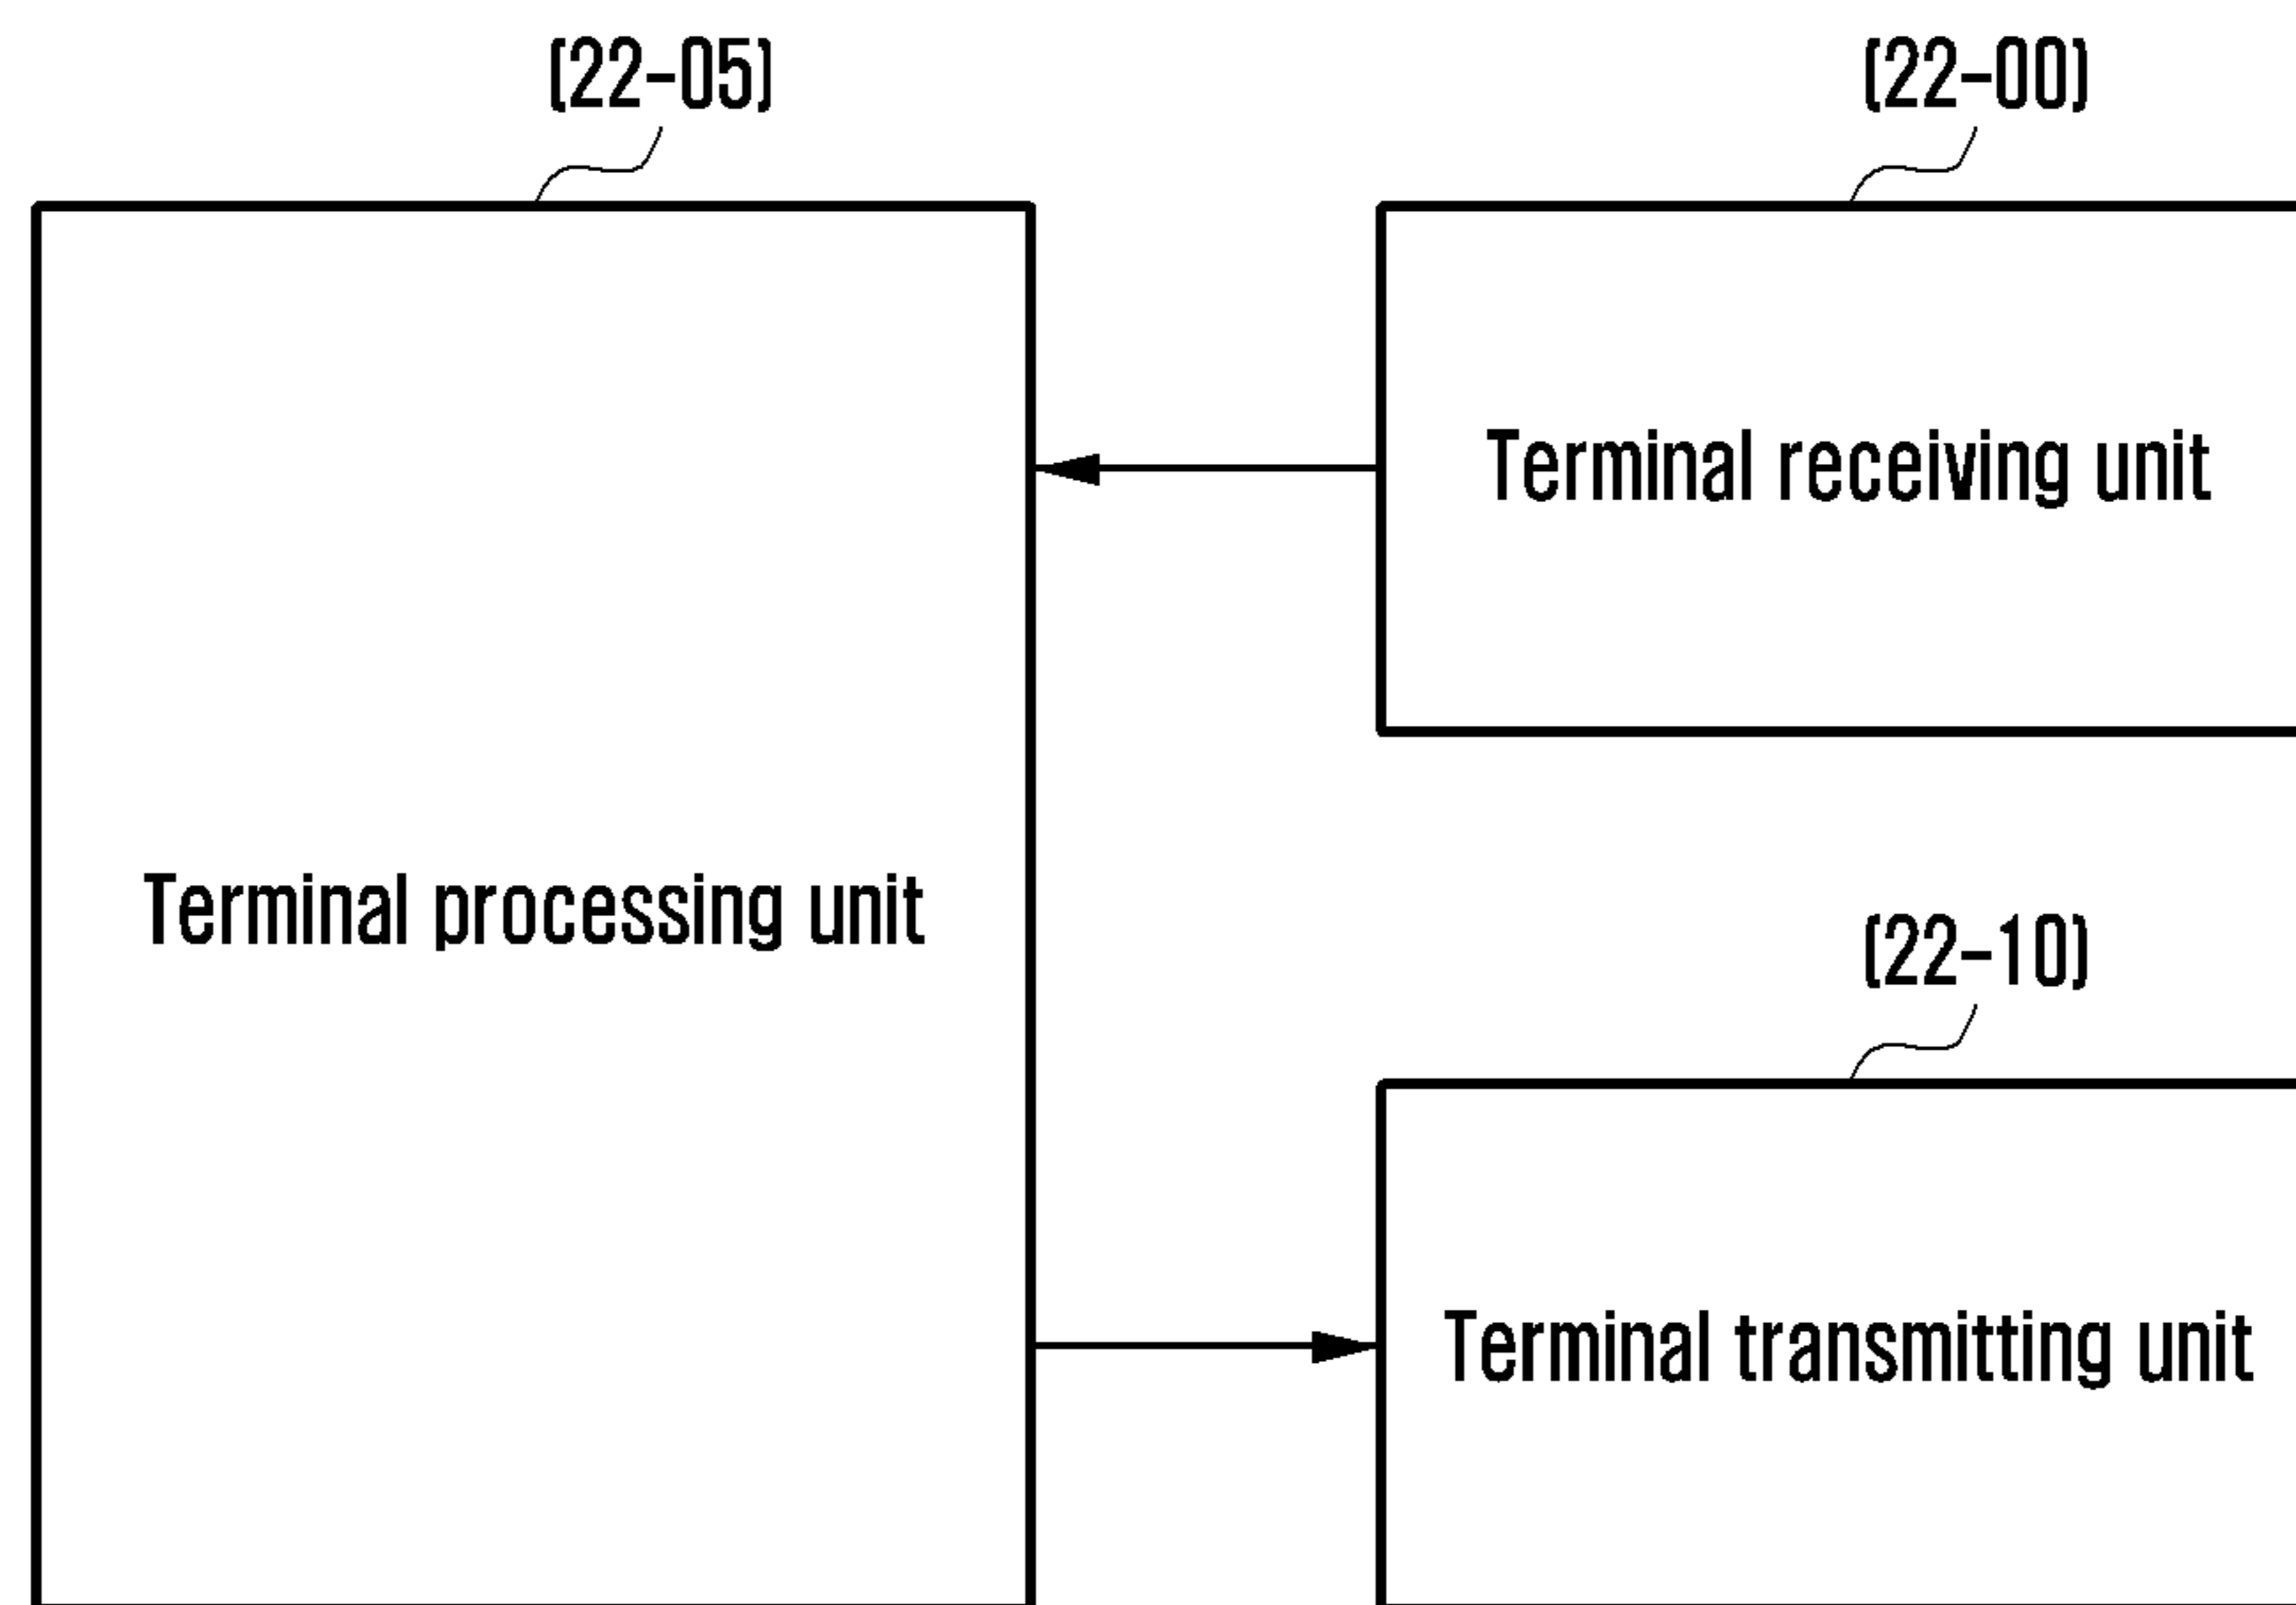 (22-05)
(22-00)
Terminal receiving unit
Terminal processing unit
(22-10)
Terminal transmitting unit